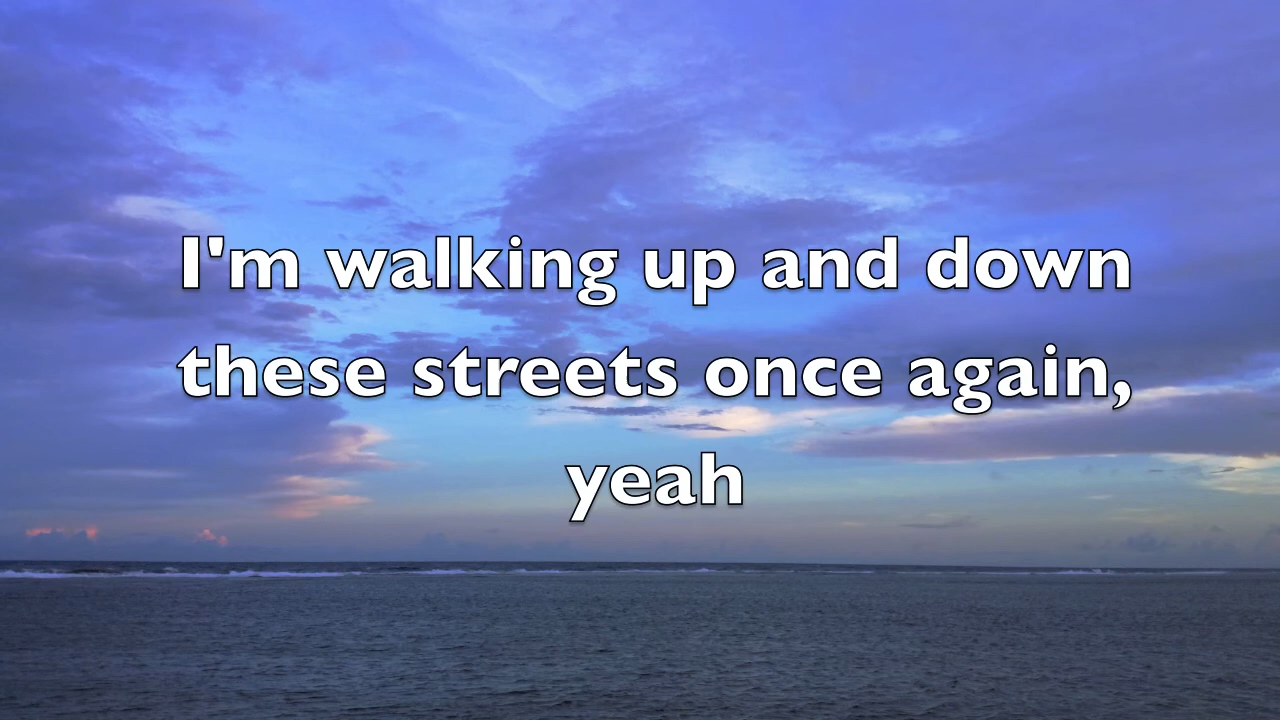 I'm walking up and down
these streets once again,
yeah